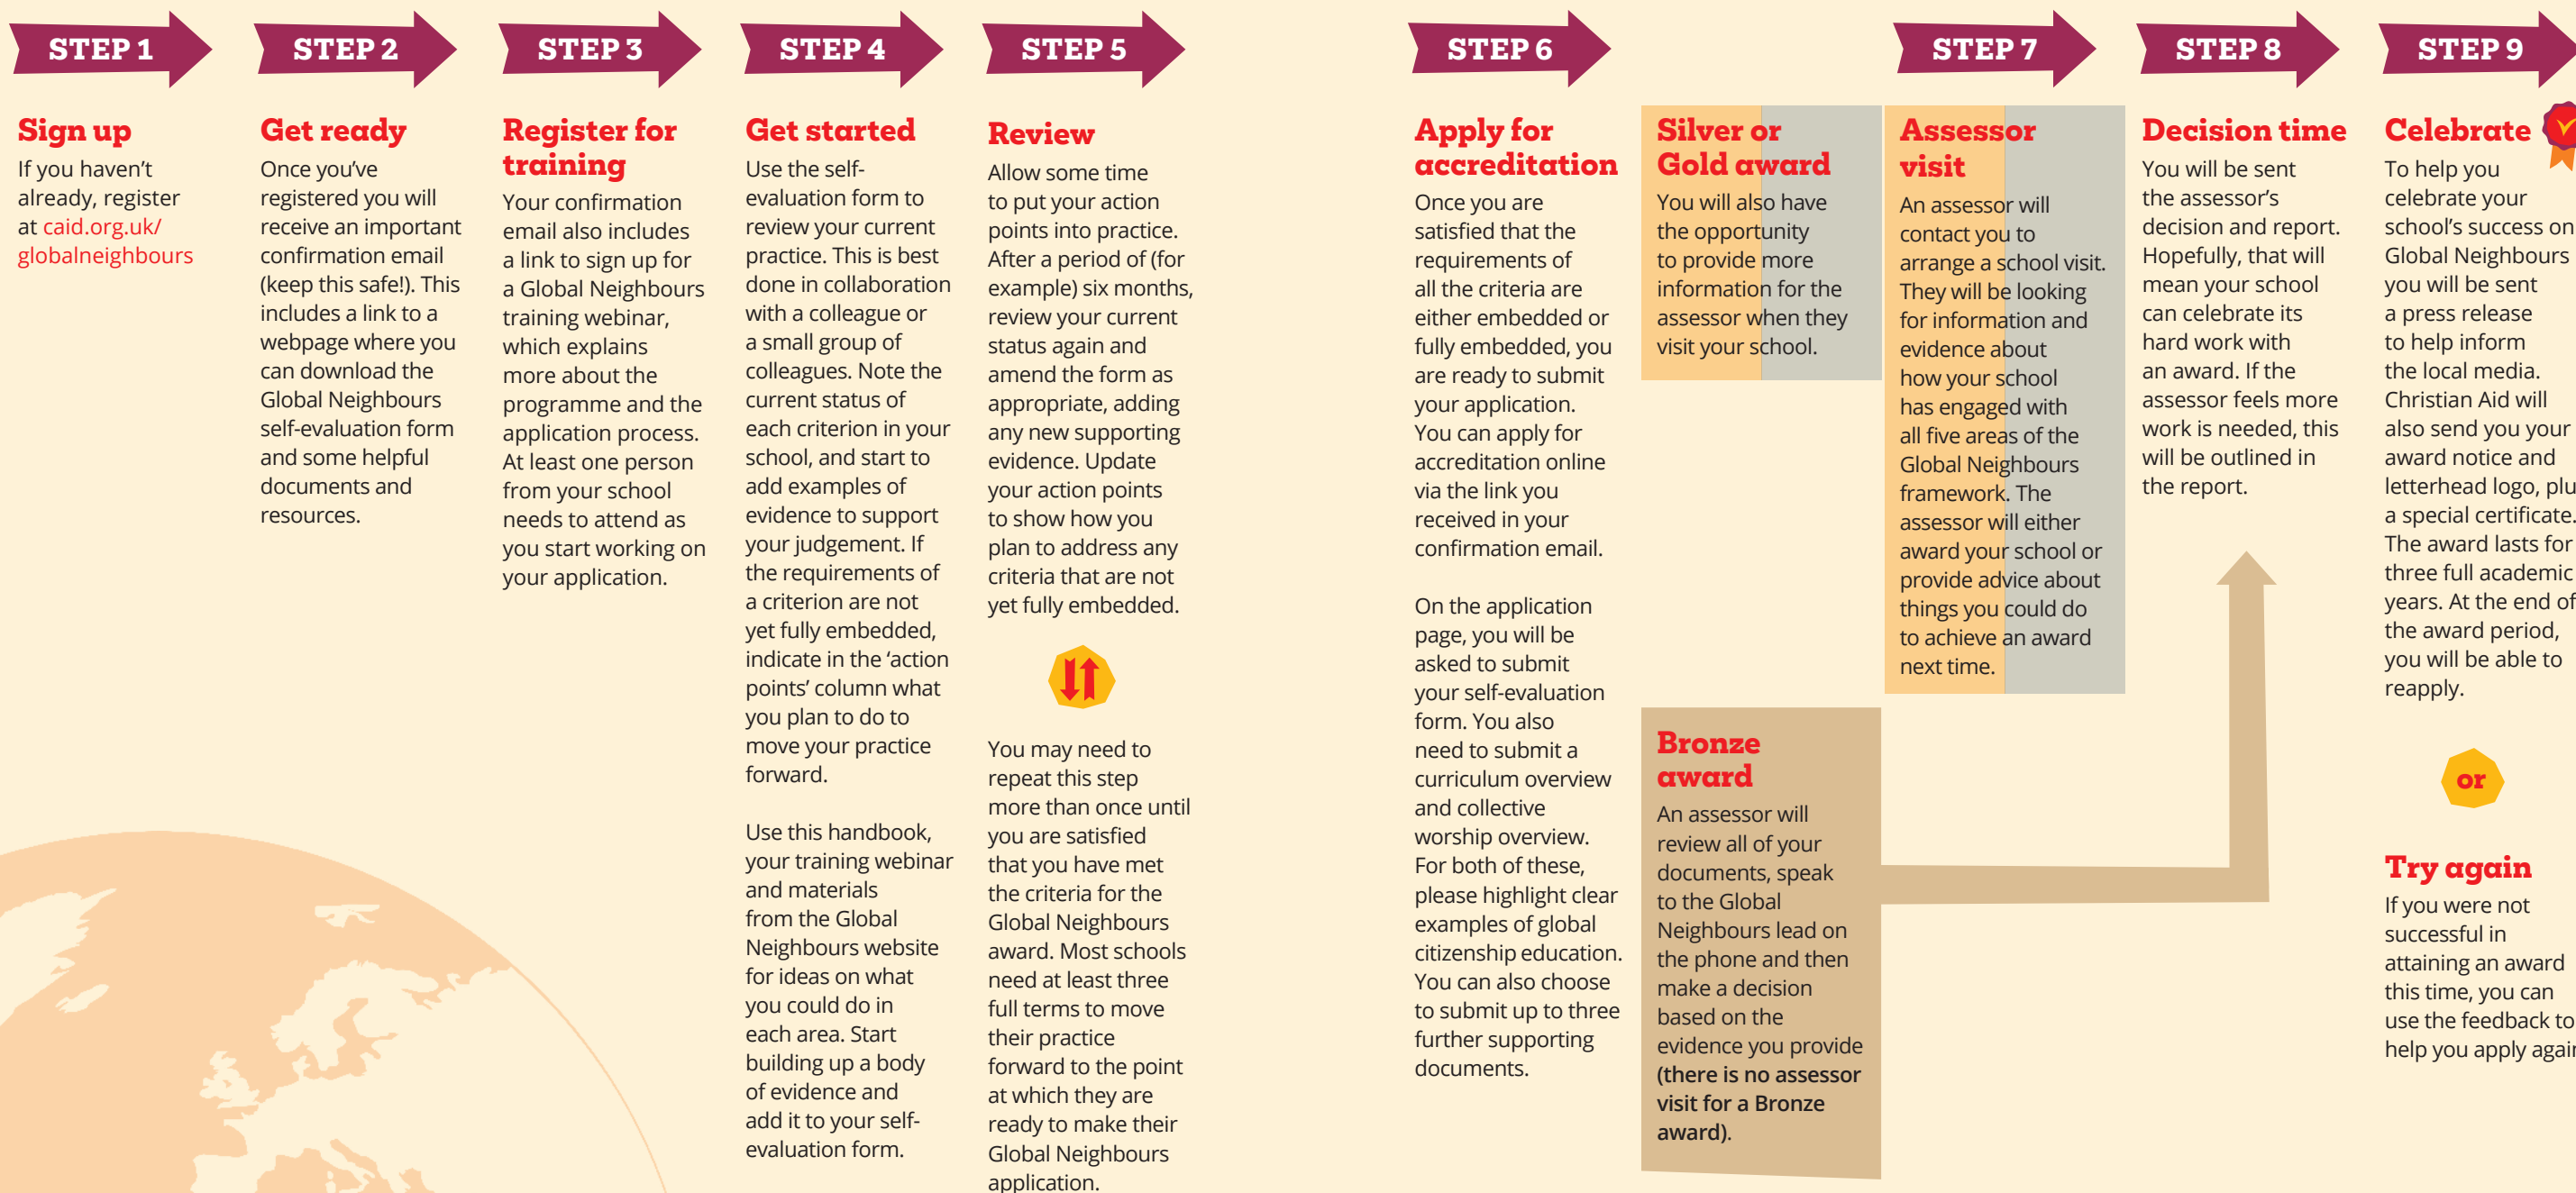 STEP 1
Sign up
If you haven't
already, register
at caid.org.uk/
globalneighbours
STEP 2
Get ready
Once you've
registered you will
receive an important
confirmation email
(keep this safe!). This
includes a link to a
webpage where you
can download the
Global Neighbours
self-evaluation form
and some helpful
documents and
resources.
STEP 3
Register for
training
Your confirmation
email also includes
a link to sign up for
a Global Neighbours
training webinar,
which explains
more about the
programme and the
application process.
At least one person
from your school
needs to attend as
you start working on
your application.
STEP 4
Get started
Use the self-
evaluation form to
review your current
practice. This is best
done in collaboration
with a colleague or
a small group of
colleagues. Note the
current status of
each criterion in your
school, and start to
add examples of
evidence to support
your judgement. If
the requirements of
a criterion are not
yet fully embedded,
indicate in the ‘action
points’ column what
you plan to do to
move your practice
forward.
Use this handbook,
your training webinar
and materials
from the Global
Neighbours website
for ideas on what
you could do in
each area. Start
building up a body
of evidence and
add it to your self-
evaluation form.
STEP 5
Review
Allow some time
to put your action
points into practice.
After a period of (for
example) six months,
review your current
status again and
amend the form as
appropriate, adding
any new supporting
evidence. Update
your action points
to show how you
plan to address any
criteria that are not
yet fully embedded.
You may need to
repeat this step
more than once until
you are satisfied
that you have met
the criteria for the
Global Neighbours
award. Most schools
need at least three
full terms to move
their practice
forward to the point
at which they are
ready to make their
Global Neighbours
application.
STEP 6
Apply for
accreditation
Once you are
satisfied that the
requirements of
all the criteria are
either embedded or
fully embedded, you
are ready to submit
your application.
You can apply for
accreditation online
via the link you
received in your
confirmation email.
On the application
page, you will be
asked to submit
your self-evaluation
form. You also
need to submit a
curriculum overview
and collective
worship overview.
For both of these,
please highlight clear
examples of global
citizenship education.
You can also choose
to submit up to three
further supporting
documents.
Silver or
Gold award
You will also have
the opportunity
to provide more
information for the
assessor when they
visit your school.
Bronze
award
An assessor will
review all of your
documents, speak
to the Global
Neighbours lead on
the phone and then
make a decision
based on the
evidence you provide
(there is no assessor
visit for a Bronze
award).
STEP 7
Assessor
visit
An assessor will
contact you to
arrange a school visit.
They will be looking
for information and
evidence about
how your school
has engaged with
all five areas of the
Global Neighbours
framework. The
assessor will either
award your school or
provide advice about
things you could do
to achieve an award
next time.
STEP 8
Decision time
You will be sent
the assessor's
decision and report.
Hopefully, that will
mean your school
can celebrate its
hard work with
an award. If the
assessor feels more
work is needed, this
will be outlined in
the report.
STEP 9
Celebrate
To help you
celebrate your
school's success on
Global Neighbours
you will be sent
a press release
to help inform
the local media.
Christian Aid will
also send you your
award notice and
letterhead logo, plu
a special certificate.
The award lasts for
three full academic
years. At the end of
the award period,
you will be able to
reapply.
or
Try again
If you were not
successful in
attaining an award
this time, you can
use the feedback to
help you apply again